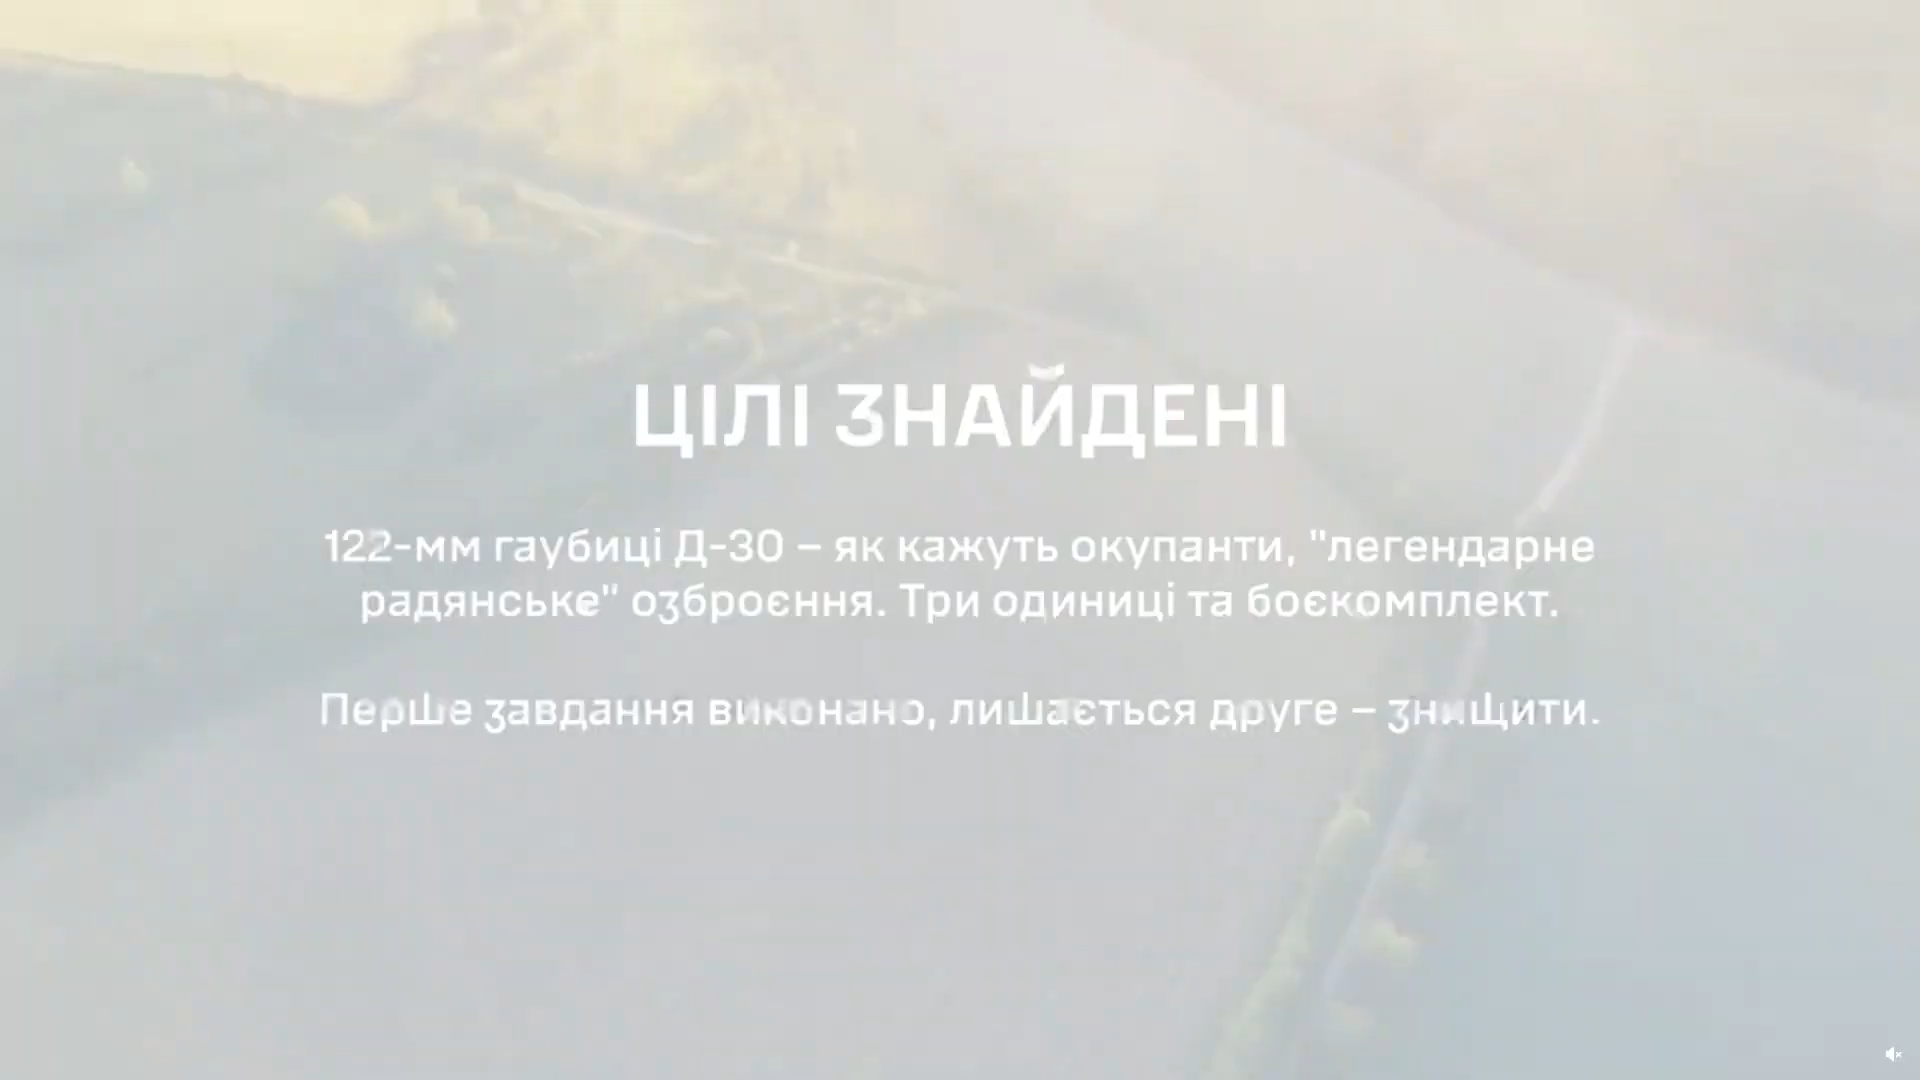 ЦІЛІ ЗНАЙДЕНІ
122-мм гаубиці Д-30 – як кажуть окупанти, "легендарне
радянське" озброєння. Три одиниці та боєкомплект.
Перше завдання виконано, лишається друге – знищити.